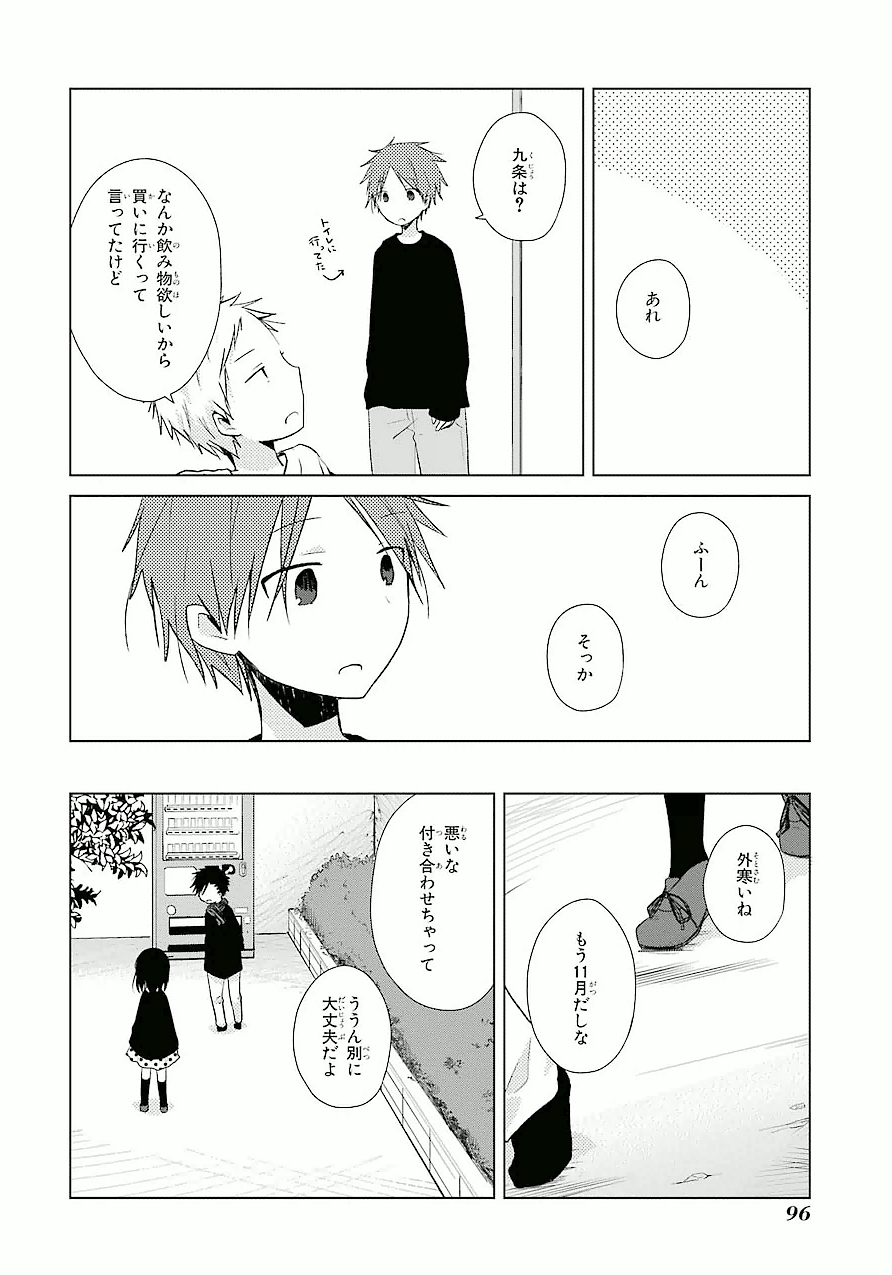 あれ
九条は?
トイレに
行ってた
なんか飲み物欲しいから
買いに行くって
言ってたけど
ふーん
そっか
外寒いね
もう11月だしな
悪いな
付き合わせちゃって
ううん別に
大丈夫だよ
96